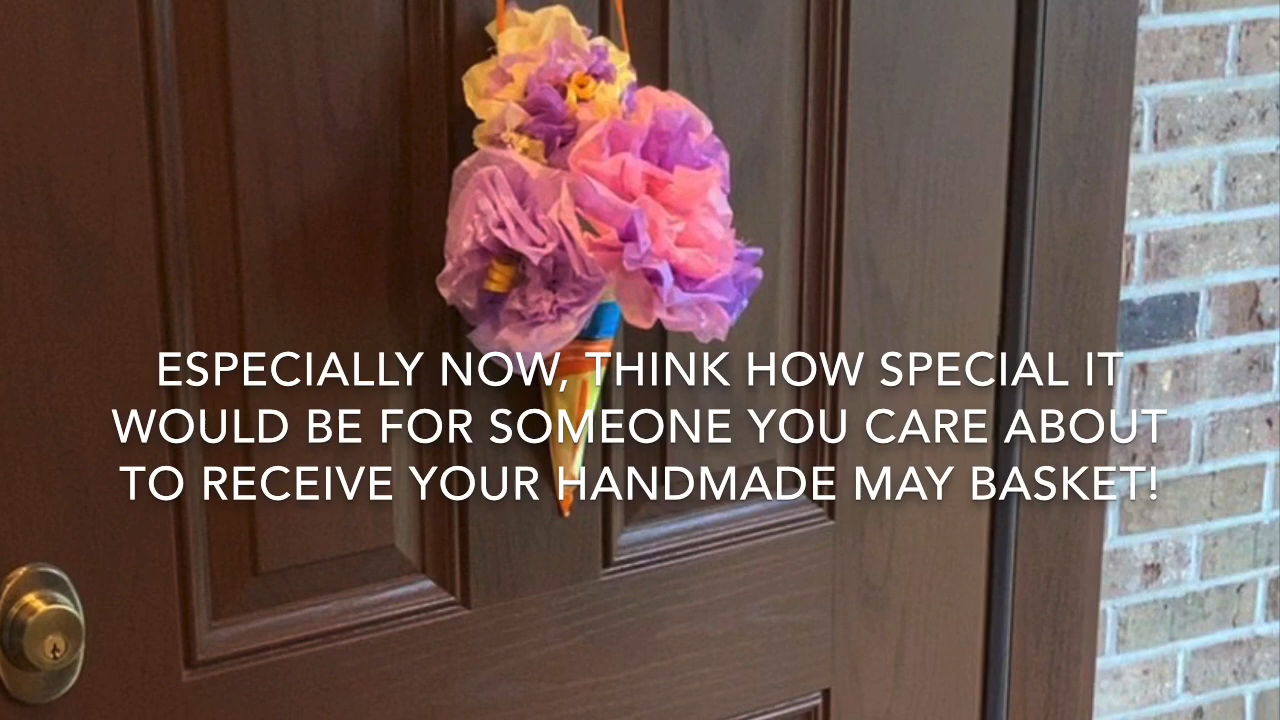 ESPECIALLY NOW, THINK HOW SPECIAL IT
WOULD BE FOR SOMEONE YOU CARE ABOUT
TO RECEIVE YOUR HANDMADE MAY BASKET!